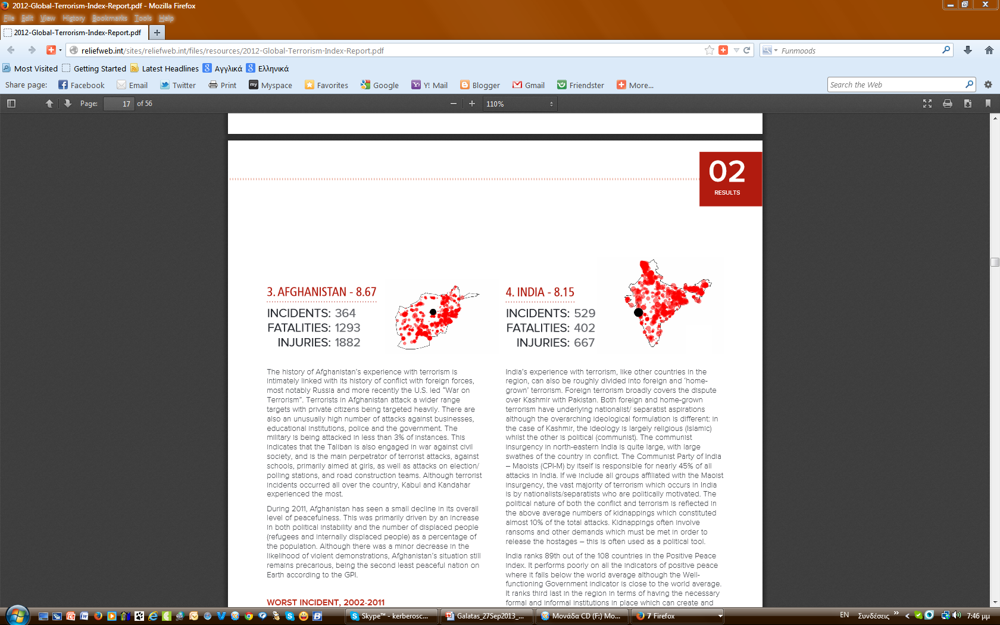 2012-Global-Terrorism-Index-Report.pdf - Mozilla Firefox
File Edit View History Bookmarks Tools Help
2012-Global-Terrorism-Index-Report.pdf
reliefweb.int/sites/reliefweb.int/files/resources/2012-Global-Terrorism-Index-Report.pdf
Funmoods
Most Visited Getting Started Latest Headlines Αγγλικά Ελληνικά
Share page: Facebook Email Twitter Print Myspace Favorites Google Y! Mail Blogger Gmail Friendster More...
Search the Web
Page: 17 of 56
110%
02
RESULTS
3. AFGHANISTAN - 8.67
INCIDENTS: 364
FATALITIES: 1293
INJURIES: 1882
The history of Afghanistan's experience with terrorism is
intimately linked with its history of conflict with foreign forces,
most notably Russia and more recently the U.S. led “War on
Terrorism”. Terrorists in Afghanistan attack a wider range
targets with private citizens being targeted heavily. There are
also an unusually high number of attacks against businesses,
educational institutions, police and the government. The
military is being attacked in less than 3% of instances. This
indicates that the Taliban is also engaged in war against civil
society, and is the main perpetrator of terrorist attacks, against
schools, primarily aimed at girls, as well as attacks on election/
polling stations, and road construction teams. Although terrorist
incidents occurred all over the country, Kabul and Kandahar
experienced the most.
During 2011, Afghanistan has seen a small decline in its overall
level of peacefulness. This was primarily driven by an increase
in both political instability and the number of displaced people
(refugees and internally displaced people) as a percentage of
the population. Although there was a minor decrease in the
likelihood of violent demonstrations, Afghanistan's situation still
remains precarious, being the second least peaceful nation on
Earth according to the GPI.
WORST INCIDENT, 2002-2011
4. INDIA - 8.15
INCIDENTS: 529
FATALITIES: 402
INJURIES: 667
India's experience with terrorism, like other countries in the
region, can also be roughly divided into foreign and 'home-
grown' terrorism. Foreign terrorism broadly covers the dispute
over Kashmir with Pakistan. Both foreign and home-grown
terrorism have underlying nationalist/ separatist aspirations
although the overarching ideological formulation is different: in
the case of Kashmir, the ideology is largely religious (Islamic)
whilst the other is political (communist). The communist
insurgency in north-eastern India is quite large, with large
swathes of the country in conflict. The Communist Party of India
– Maoists (CPI-M) by itself is responsible for nearly 45% of all
attacks in India. If we include all groups affiliated with the Maoist
insurgency, the vast majority of terrorism which occurs in India
is by nationalists/separatists who are politically motivated. The
political nature of both the conflict and terrorism is reflected in
the above average numbers of kidnappings which constituted
almost 10% of the total attacks. Kidnappings often involve
ransoms and other demands which must be met in order to
release the hostages – this is often used as a political tool.
India ranks 89th out of the 108 countries in the Positive Peace
Index. It performs poorly on all the indicators of positive peace
where it falls below the world average although the Well-
functioning Government indicator is close to the world average.
It ranks third last in the region in terms of having the necessary
formal and informal institutions in place which can create and
Skype™ - kerberosc... Galatas_27Sep2013_... Μονάδα CD (F:) Mo... 7 Firefox
EN Συνδέσεις 7:46 μμ